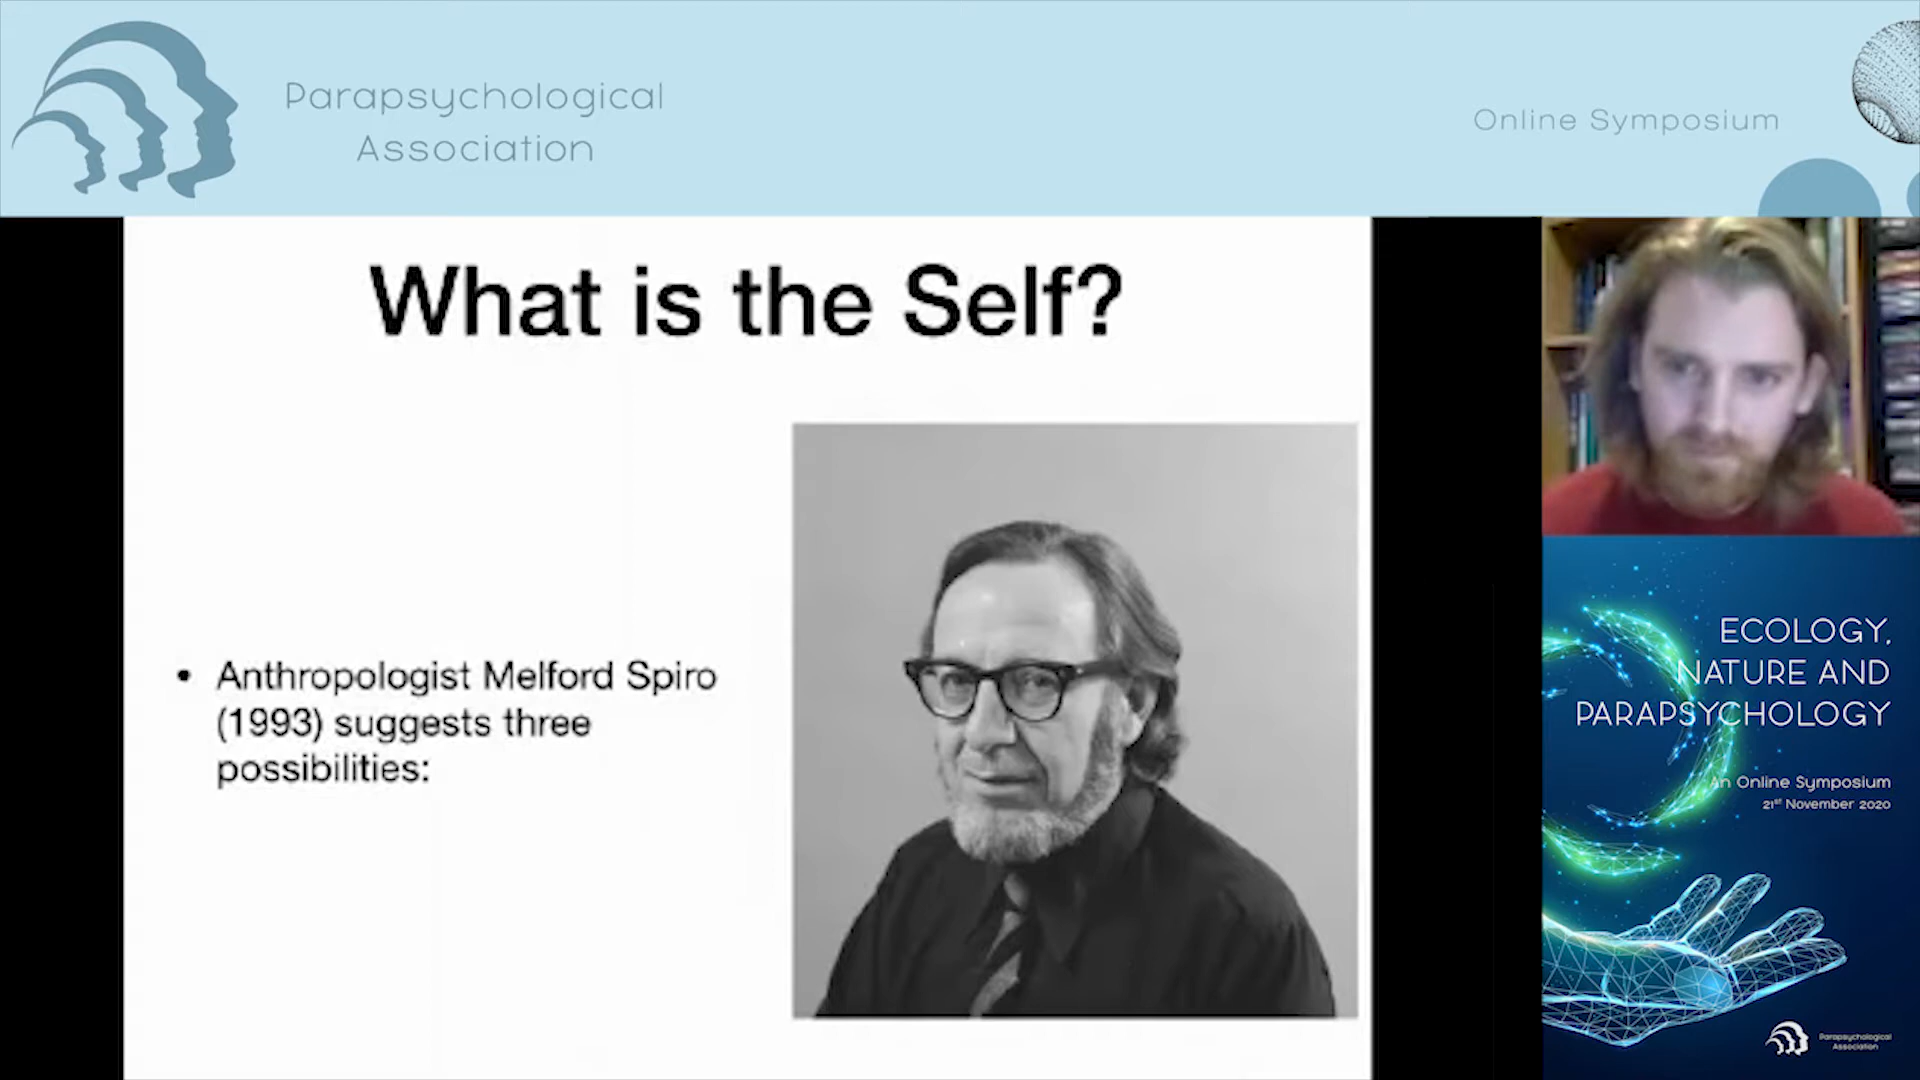 Parapsychological
Association
Online Symposium
What is the Self?
• Anthropologist Melford Spiro
(1993) suggests three
possibilities:
ECOLOGY,
NATURE AND
PARAPSYCHOLOGY
An Online Symposium
21st November 2020
Parapsychological
Association